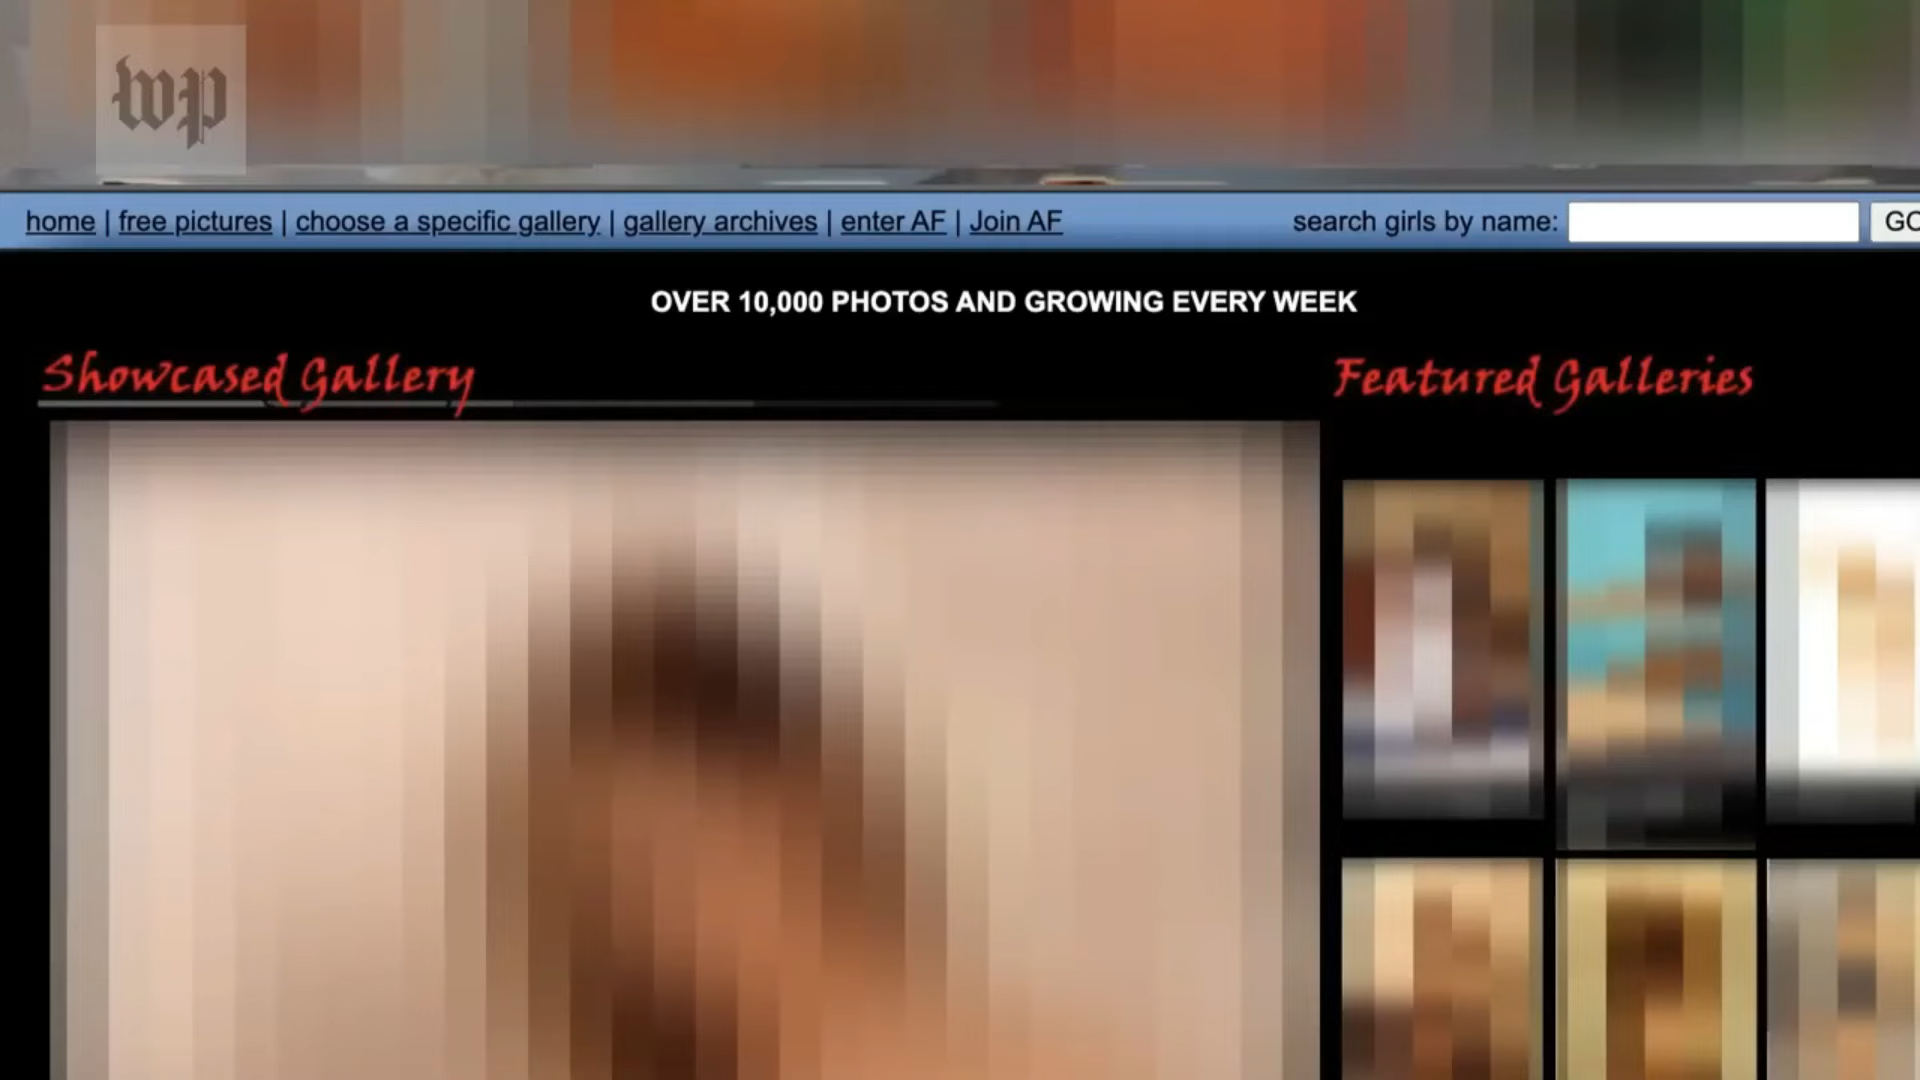 wp
home | free pictures | choose a specific gallery | gallery archives | enter AF | Join AF
search girls by name:
GO
OVER 10,000 PHOTOS AND GROWING EVERY WEEK
Showcased Gallery
Featured Galleries